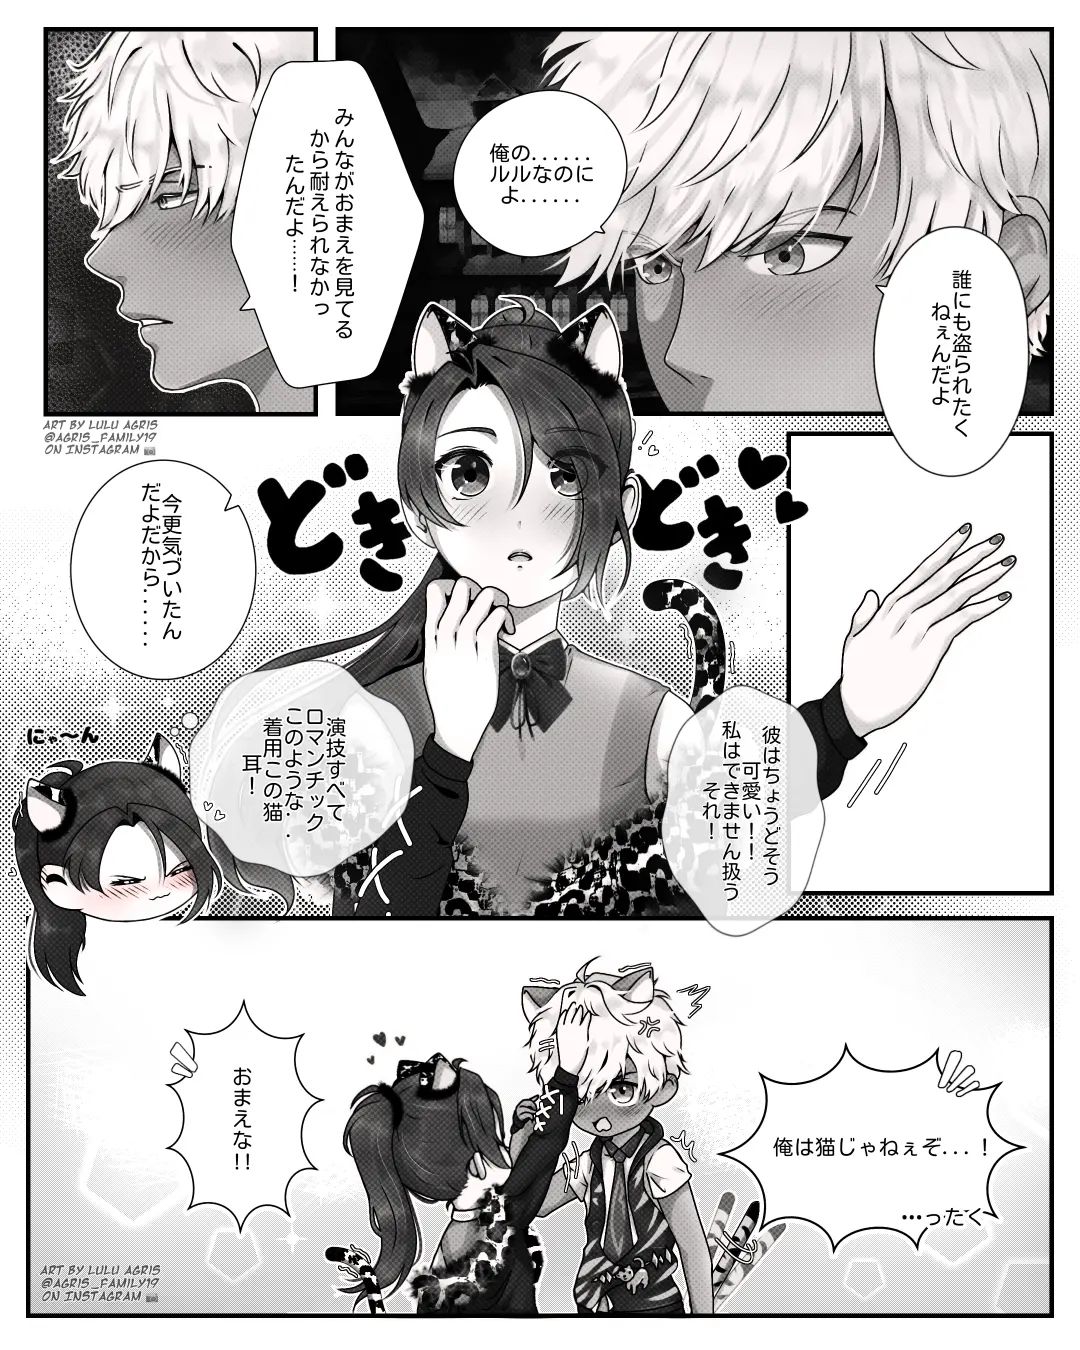 誰にも盗られたく
ねぇんだよ
俺の......
ルルなのに
よ......
みんながおまえを見てる
から耐えられなかっ
たんだよ……！
ART BY LULU AGRIS
@AGRIS_FAMILY19
ON INSTAGRAM
どき
どき
今更気づいたん
だよだから......
彼はちょうどそう
可愛い！！
私はできません扱う
それ！
演技すべて
ロマンチック
このような..
着用この猫
耳！
にゃ〜ん
俺は猫じゃねぇぞ...！
…ったく
おまえな!!
ART BY LULU AGRIS
@AGRIS_FAMILY19
ON INSTAGRAM